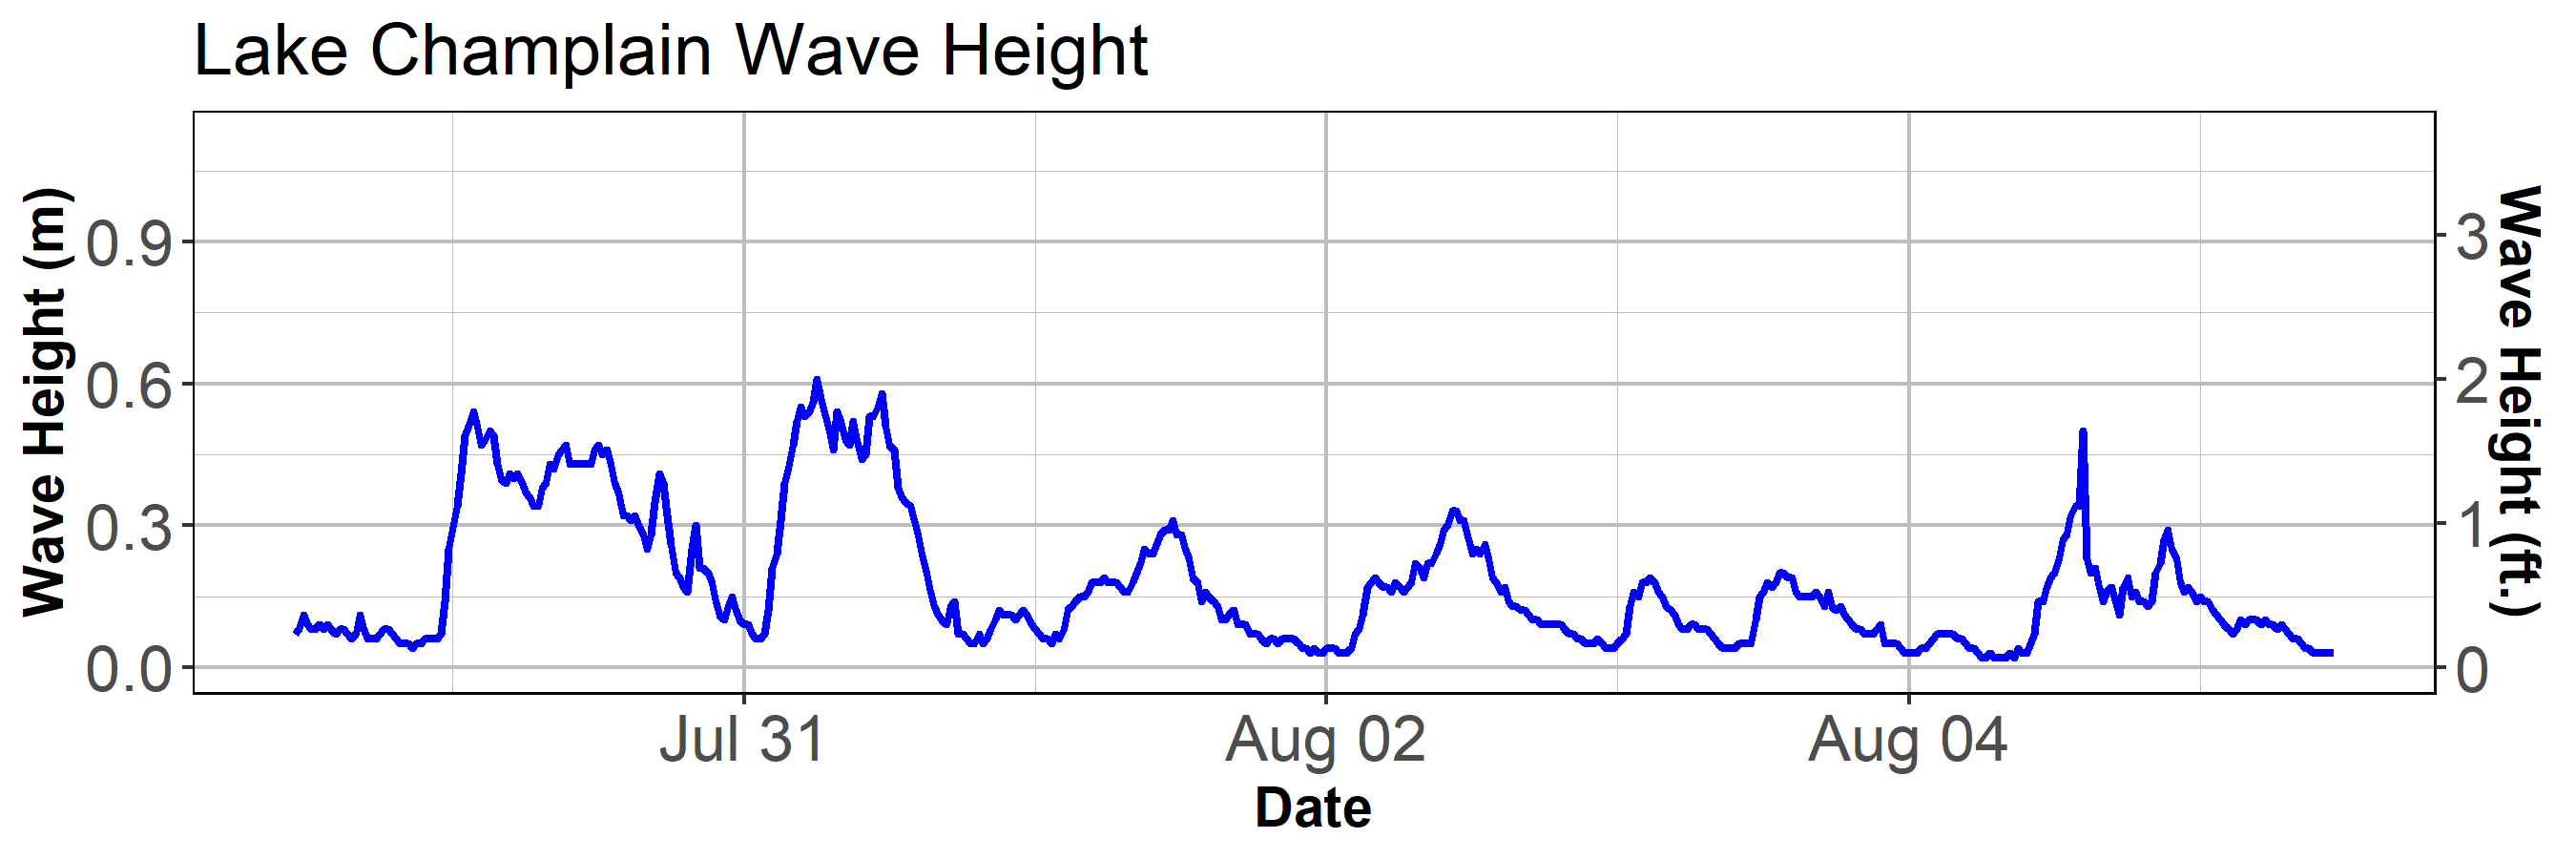 Lake Champlain Wave Height
Wave Height (m)
0.9
0.6
0.3
0.0
3
2
1
0
Wave Height (ft.)
Jul 31 Aug 02 Aug 04
Date